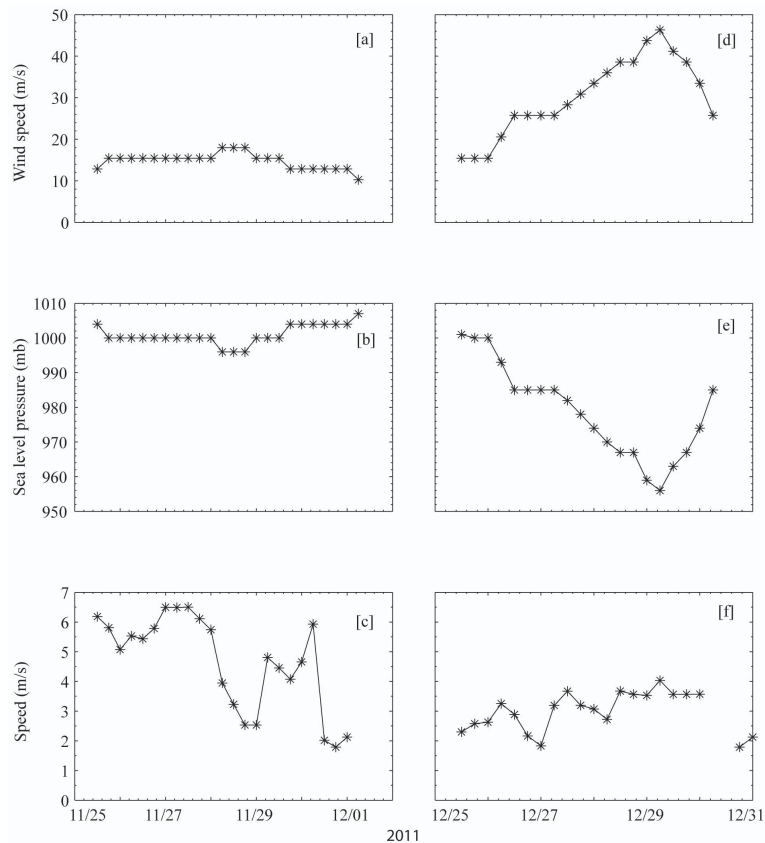 50
40
30
20
10
0
Wind speed (m/s)
[a]
[d]
1010
1000
990
980
970
960
950
Sea level pressure (mb)
[b]
[e]
7
6
5
4
3
2
1
0
Speed (m/s)
[c]
[f]
11/25 11/27 11/29 12/01 12/25 12/27 12/29 12/31
2011